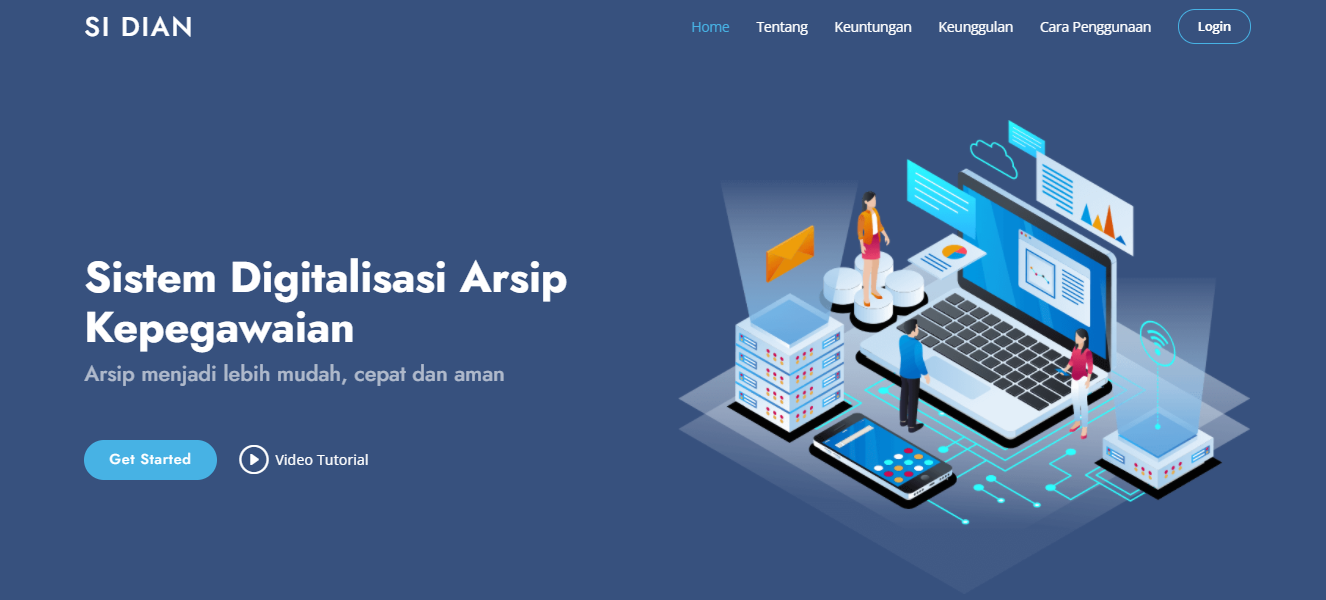 SI DIAN
Home Tentang Keuntungan Keunggulan Cara Penggunaan Login
Sistem Digitalisasi Arsip
Kepegawaian
Arsip menjadi lebih mudah, cepat dan aman
Get Started Video Tutorial